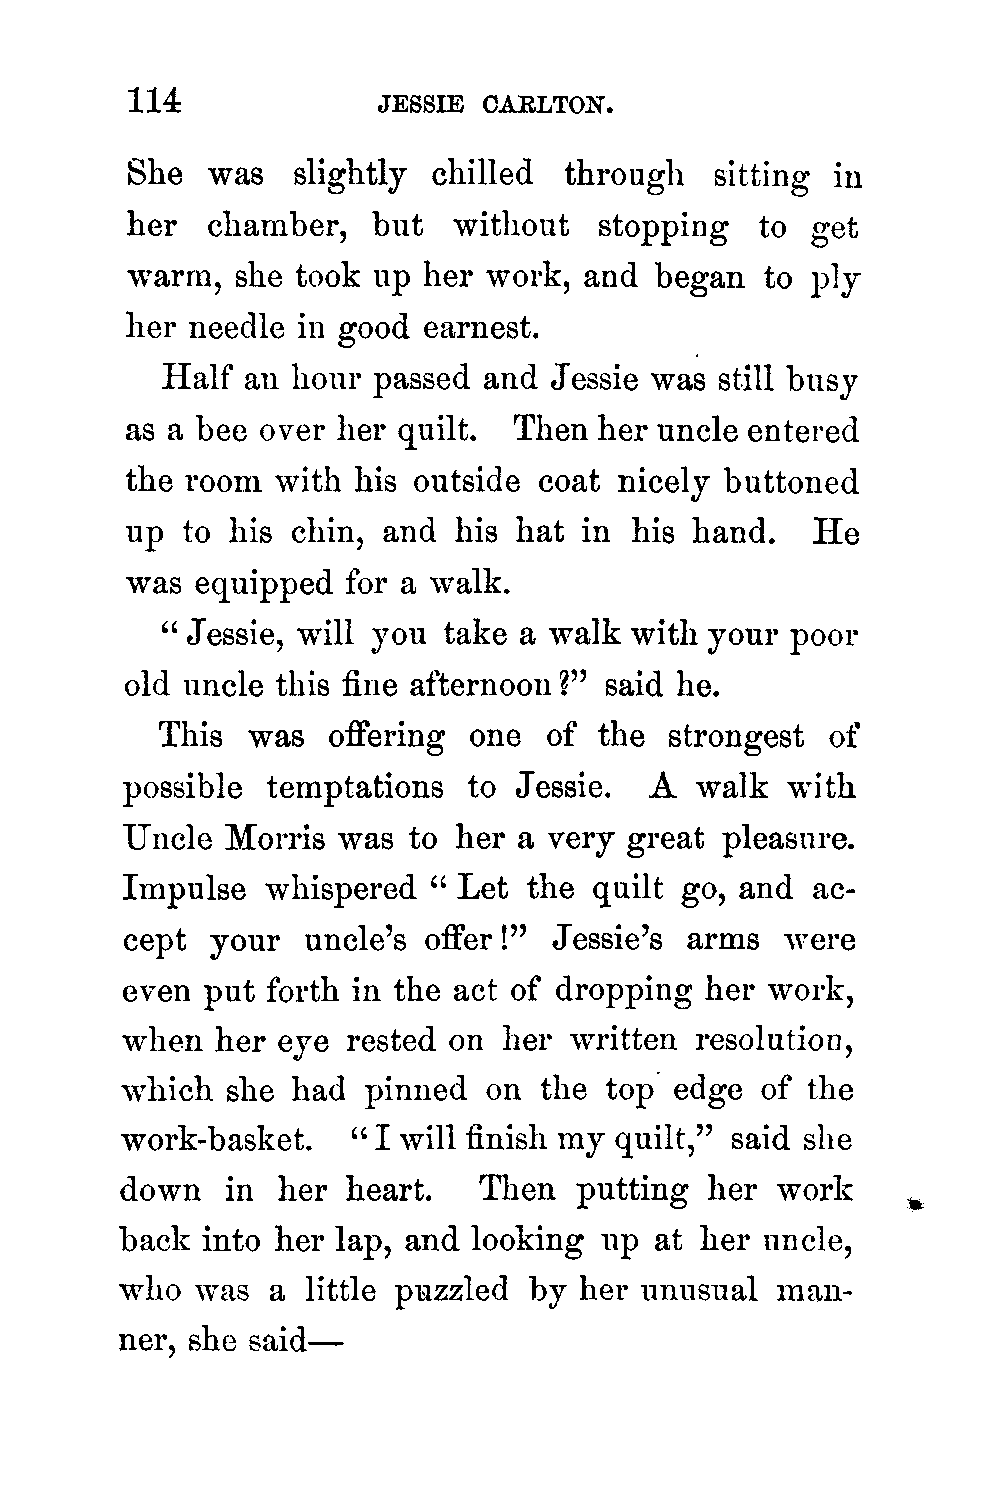 114 JESSIE CARLTON.
She was slightly chilled through sitting in
her chamber, but without stopping to get
warm, she took up her work, and began to ply
her needle in good earnest.
Half an hour passed and Jessie was still busy
as a bee over her quilt. Then her uncle entered
the room with his outside coat nicely buttoned
up to his chin, and his hat in his hand. He
was equipped for a walk.
“Jessie, will you take a walk with your poor
old uncle this fine afternoon?” said he.
This was offering one of the strongest of
possible temptations to Jessie. A walk with
Uncle Morris was to her a very great pleasure.
Impulse whispered “Let the quilt go, and ac-
cept your uncle’s offer!” Jessie’s arms were
even put forth in the act of dropping her work,
when her eye rested on her written resolution,
which she had pinned on the top edge of the
work-basket. “I will finish my quilt,” said she
down in her heart. Then putting her work
back into her lap, and looking up at her uncle,
who was a little puzzled by her unusual man-
ner, she said—